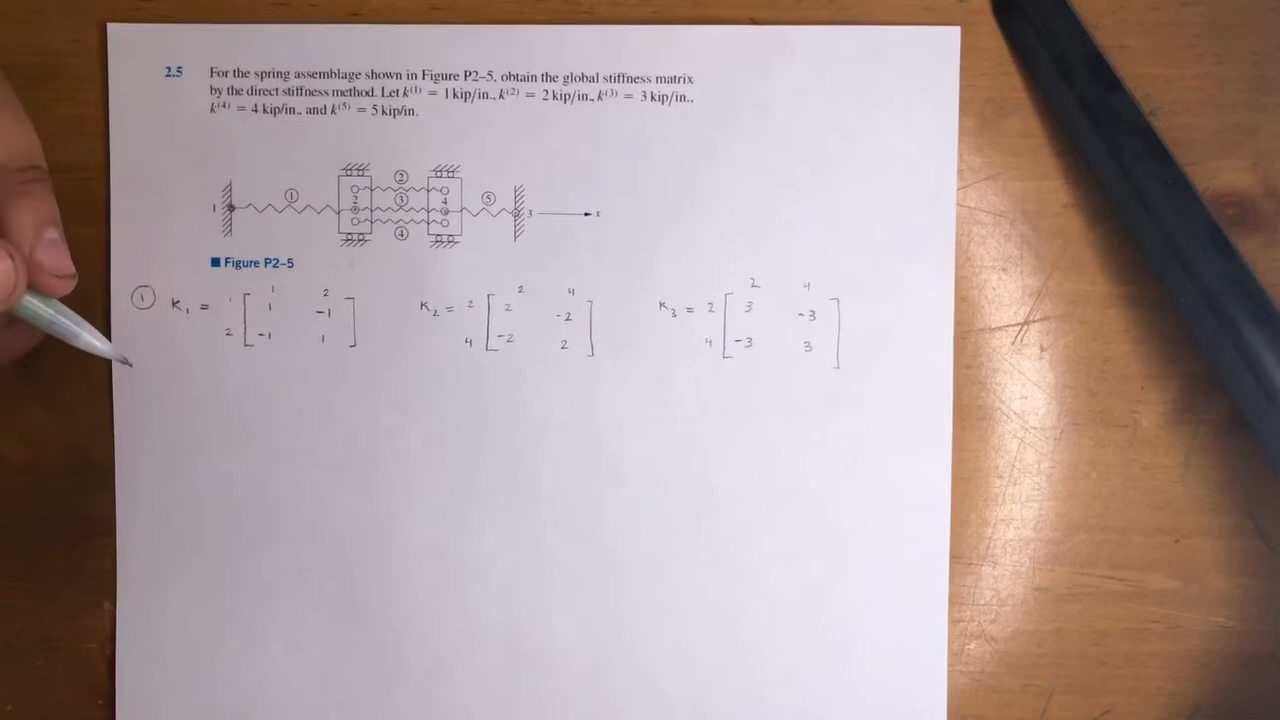 2.5 For the spring assemblage shown in Figure P2–5, obtain the global stiffness matrix
by the direct stiffness method. Let k⁽¹⁾ = 1 kip/in., k⁽²⁾ = 2 kip/in., k⁽³⁾ = 3 kip/in.,
k⁽⁴⁾ = 4 kip/in., and k⁽⁵⁾ = 5 kip/in.
②
① 2 ③ 4 ⑤
1 3 x
④
■ Figure P2–5
1 2 2 4 2 4
① K₁ = 1 [ 1 -1 ] K₂ = 2 [ 2 -2 ] K₃ = 2 [ 3 -3 ]
2 [ -1 1 ] 4 [ -2 2 ] 4 [ -3 3 ]